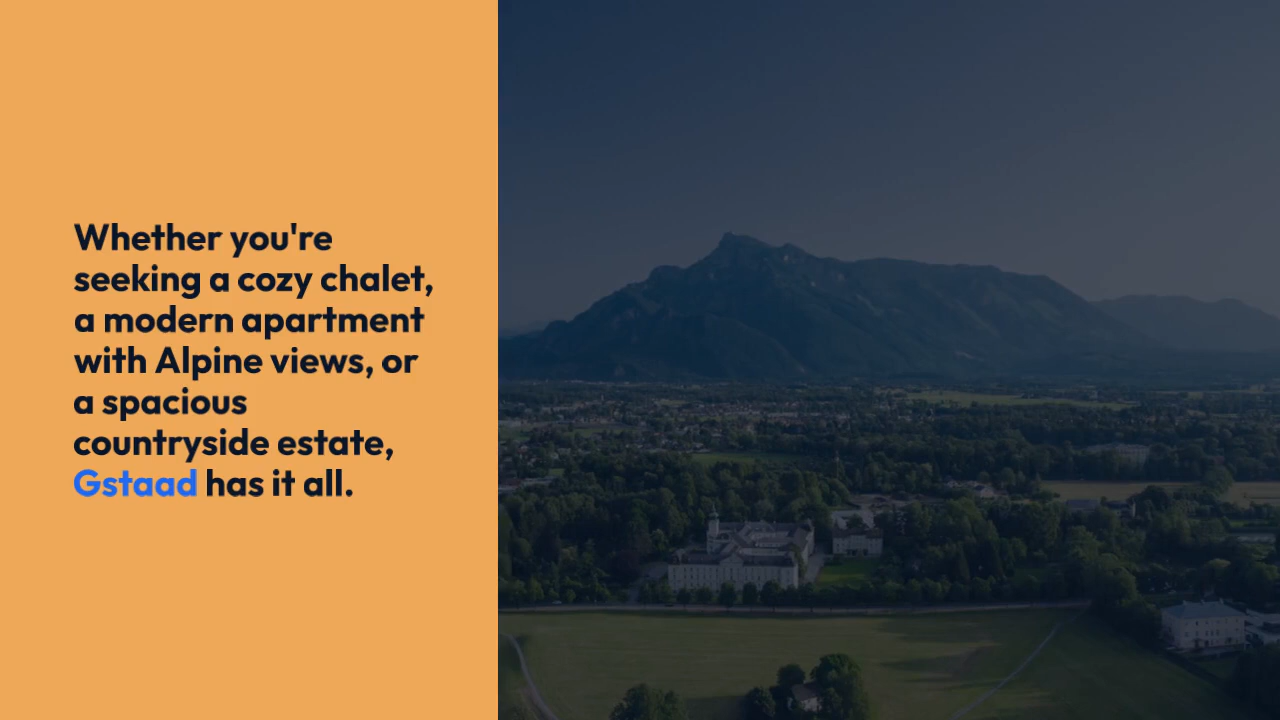 Whether you're
seeking a cozy chalet,
a modern apartment
with Alpine views, or
a spacious
countryside estate,
Gstaad has it all.